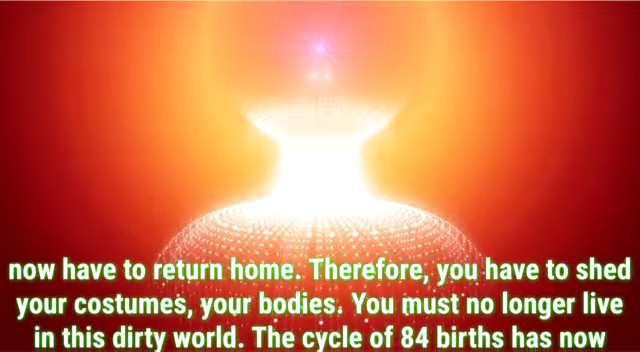 now have to return home. Therefore, you have to shed
your costumes, your bodies. You must no longer live
in this dirty world. The cycle of 84 births has now